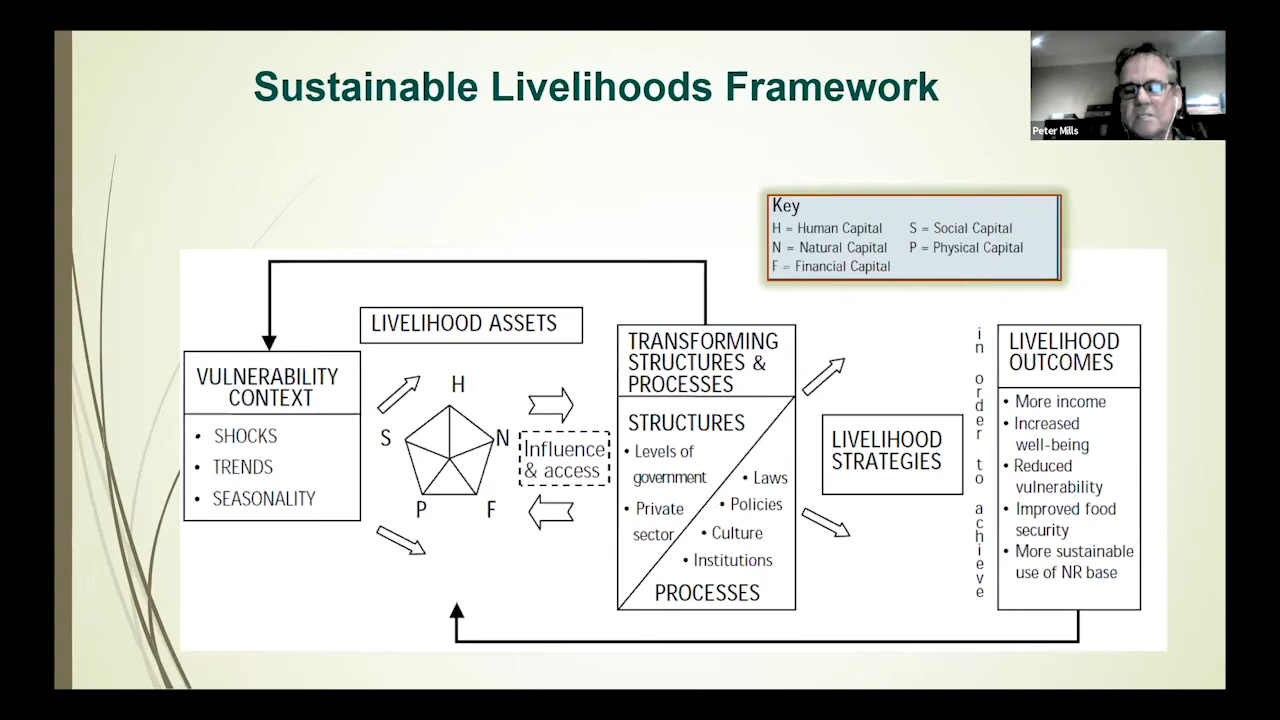 Sustainable Livelihoods Framework
Peter Mills
Key
H = Human Capital S = Social Capital
N = Natural Capital P = Physical Capital
F = Financial Capital
LIVELIHOOD ASSETS
VULNERABILITY
CONTEXT
• SHOCKS
• TRENDS
• SEASONALITY
H
S
N
P
F
Influence
& access
TRANSFORMING
STRUCTURES &
PROCESSES
STRUCTURES
• Levels of
government
• Private
sector
• Laws
• Policies
• Culture
• Institutions
PROCESSES
LIVELIHOOD
STRATEGIES
in order to achieve
LIVELIHOOD
OUTCOMES
• More income
• Increased
well-being
• Reduced
vulnerability
• Improved food
security
• More sustainable
use of NR base